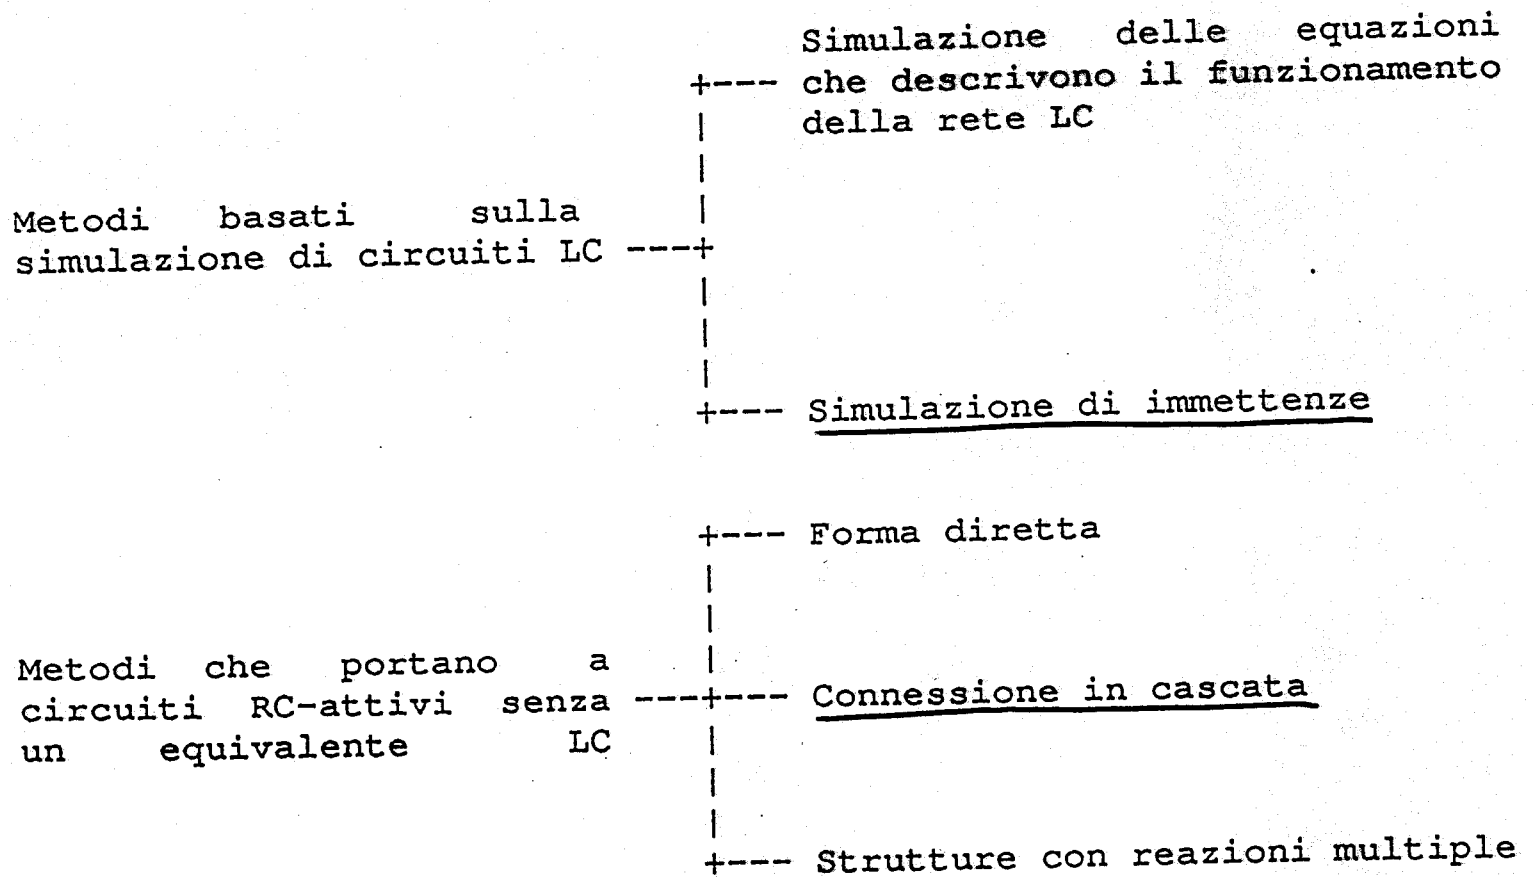 Simulazione delle equazioni
che descrivono il funzionamento
della rete LC
Metodi basati sulla
simulazione di circuiti LC
Simulazione di immettenze
Forma diretta
Metodi che portano a
circuiti RC-attivi senza
un equivalente LC
Connessione in cascata
Strutture con reazioni multiple